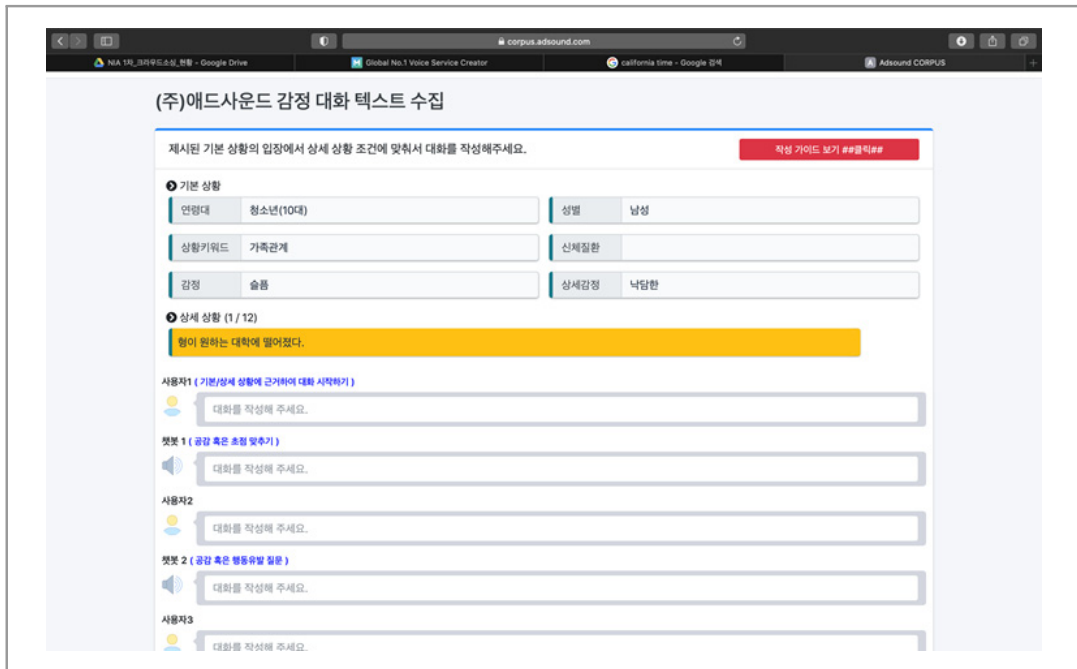 corpus.adsound.com
NIA 1차_크라우드소싱_현황 - Google Drive
Global No.1 Voice Service Creator
california time - Google 검색
Adsound CORPUS
(주)애드사운드 감정 대화 텍스트 수집
제시된 기본 상황의 입장에서 상세 상황 조건에 맞춰서 대화를 작성해주세요.
작성 가이드 보기 ##클릭##
기본 상황
연령대 청소년(10대)
성별 남성
상황키워드 가족관계
신체질환
감정 슬픔
상세감정 낙담한
상세 상황 (1 / 12)
형이 원하는 대학에 떨어졌다.
사용자1 ( 기본/상세 상황에 근거하여 대화 시작하기 )
대화를 작성해 주세요.
챗봇 1 ( 공감 혹은 초점 맞추기 )
대화를 작성해 주세요.
사용자2
대화를 작성해 주세요.
챗봇 2 ( 공감 혹은 행동유발 질문 )
대화를 작성해 주세요.
사용자3
대화를 작성해 주세요.